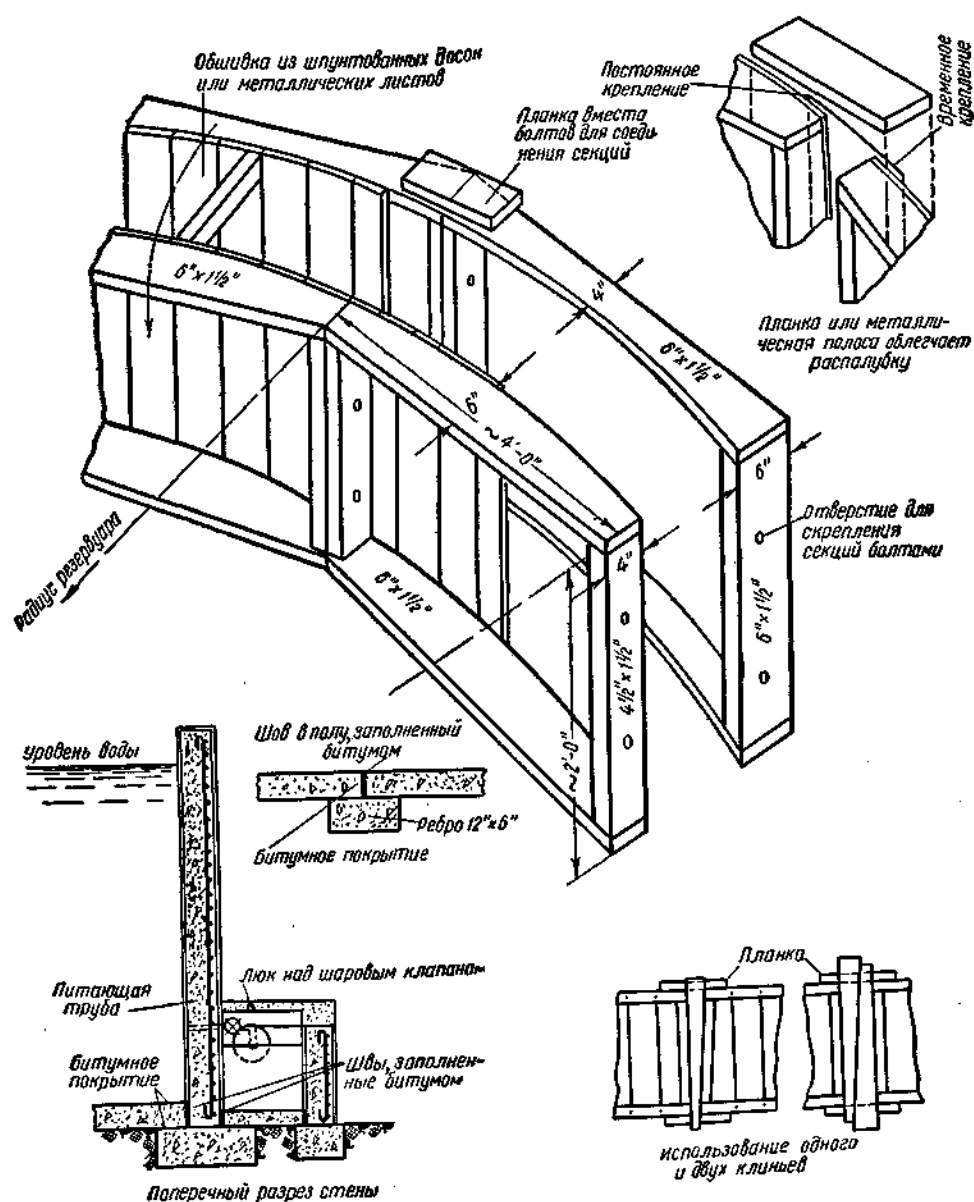 Обшивка из шпунтованных досок
или металлических листов
Планка вместа
болтов для соеди-
нения секций
Постоянное
крепление
Временное
крепление
Планка или металли-
ческая полоса облегчает
распалубку
6"x1½"
4"
6"x1½"
6"
~4'-0"
6"
Отверстие для
скрепления
секций болтами
Радиус резервуара
6"x1½"
4"
4½"x1½"
6"x1½"
~2'-0"
Уровень воды
Шов в полу, заполненный
битумом
Ребро 12"x6"
Битумное покрытие
Люк над шаровым клапаном
Питающая
труба
Битумное
покрытие
Швы, заполнен-
ные битумом
Поперечный разрез стены
Планка
Использование одного
и двух клиньев